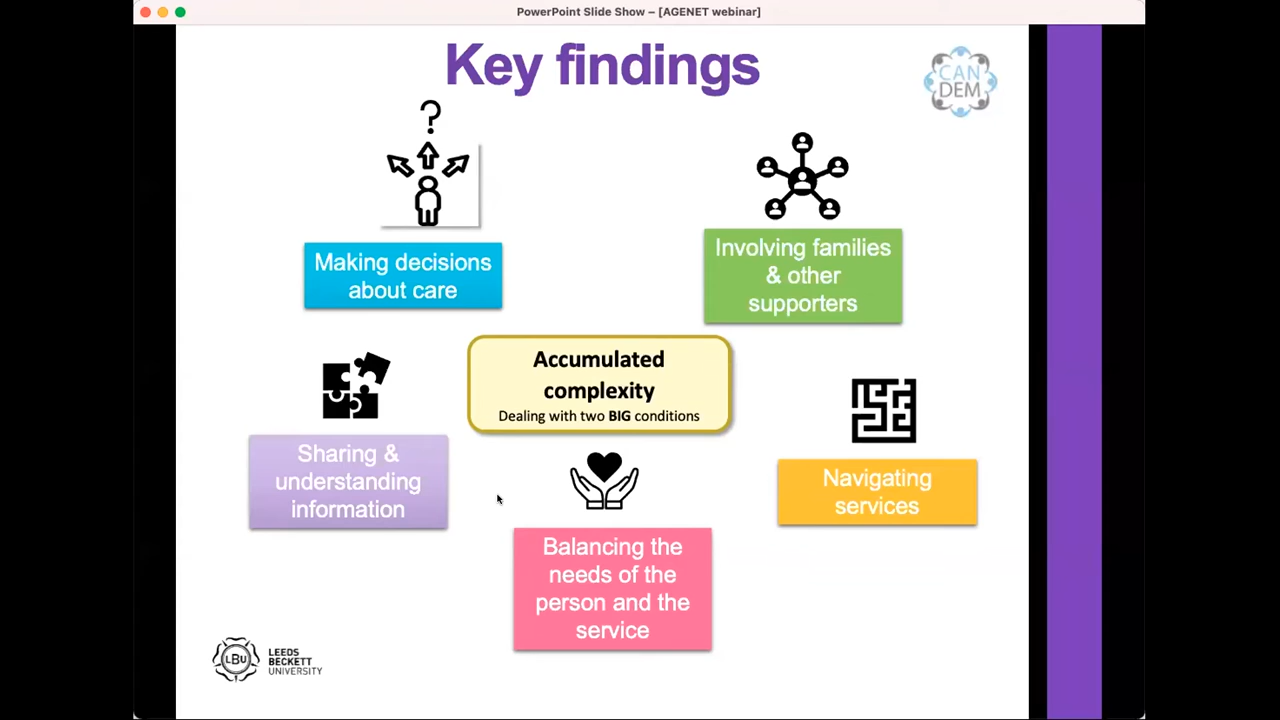 PowerPoint Slide Show – [AGENET webinar]
Key findings
CAN
DEM
?
Making decisions
about care
Involving families
& other
supporters
Accumulated
complexity
Dealing with two BIG conditions
Sharing &
understanding
information
Navigating
services
Balancing the
needs of the
person and the
service
LBU
LEEDS
BECKETT
UNIVERSITY